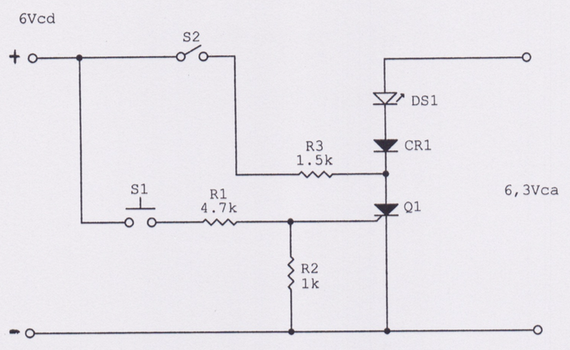 6Vcd
+
S2
DS1
R3
1.5k
CR1
6,3Vca
S1
R1
4.7k
Q1
R2
1k
-